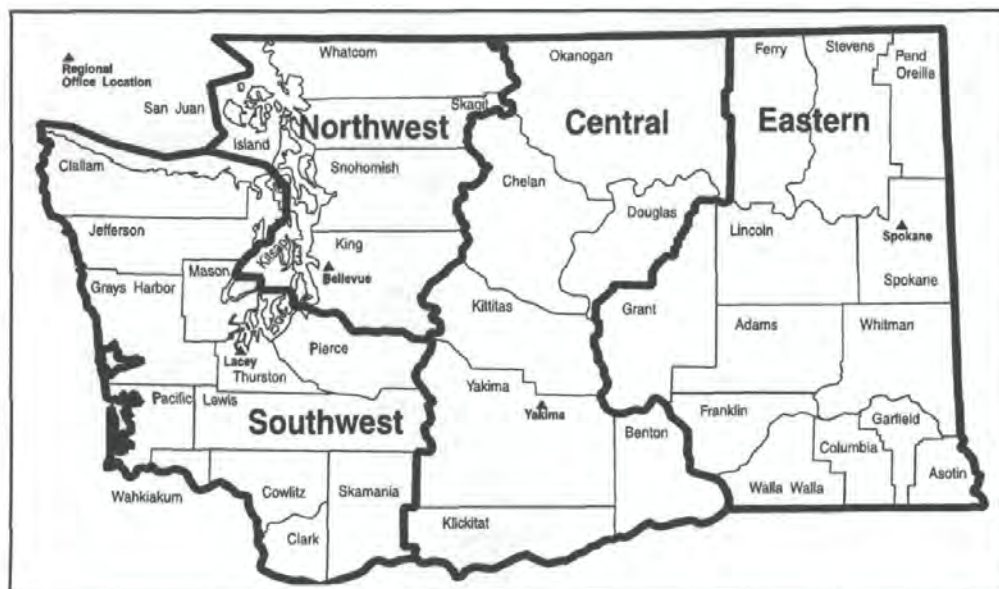 Regional
Office Location
Whatcom
Okanogan
Ferry
Stevens
Pend
Oreille
San Juan
Skagit
Island
Northwest
Central
Eastern
Clallam
Snohomish
Chelan
Douglas
Jefferson
King
Kitsap
Bellevue
Lincoln
Spokane
Spokane
Mason
Grays Harbor
Kittitas
Grant
Adams
Whitman
Lacey
Thurston
Pierce
Yakima
Yakima
Pacific
Lewis
Southwest
Benton
Franklin
Garfield
Columbia
Walla Walla
Asotin
Wahkiakum
Cowlitz
Skamania
Clark
Klickitat